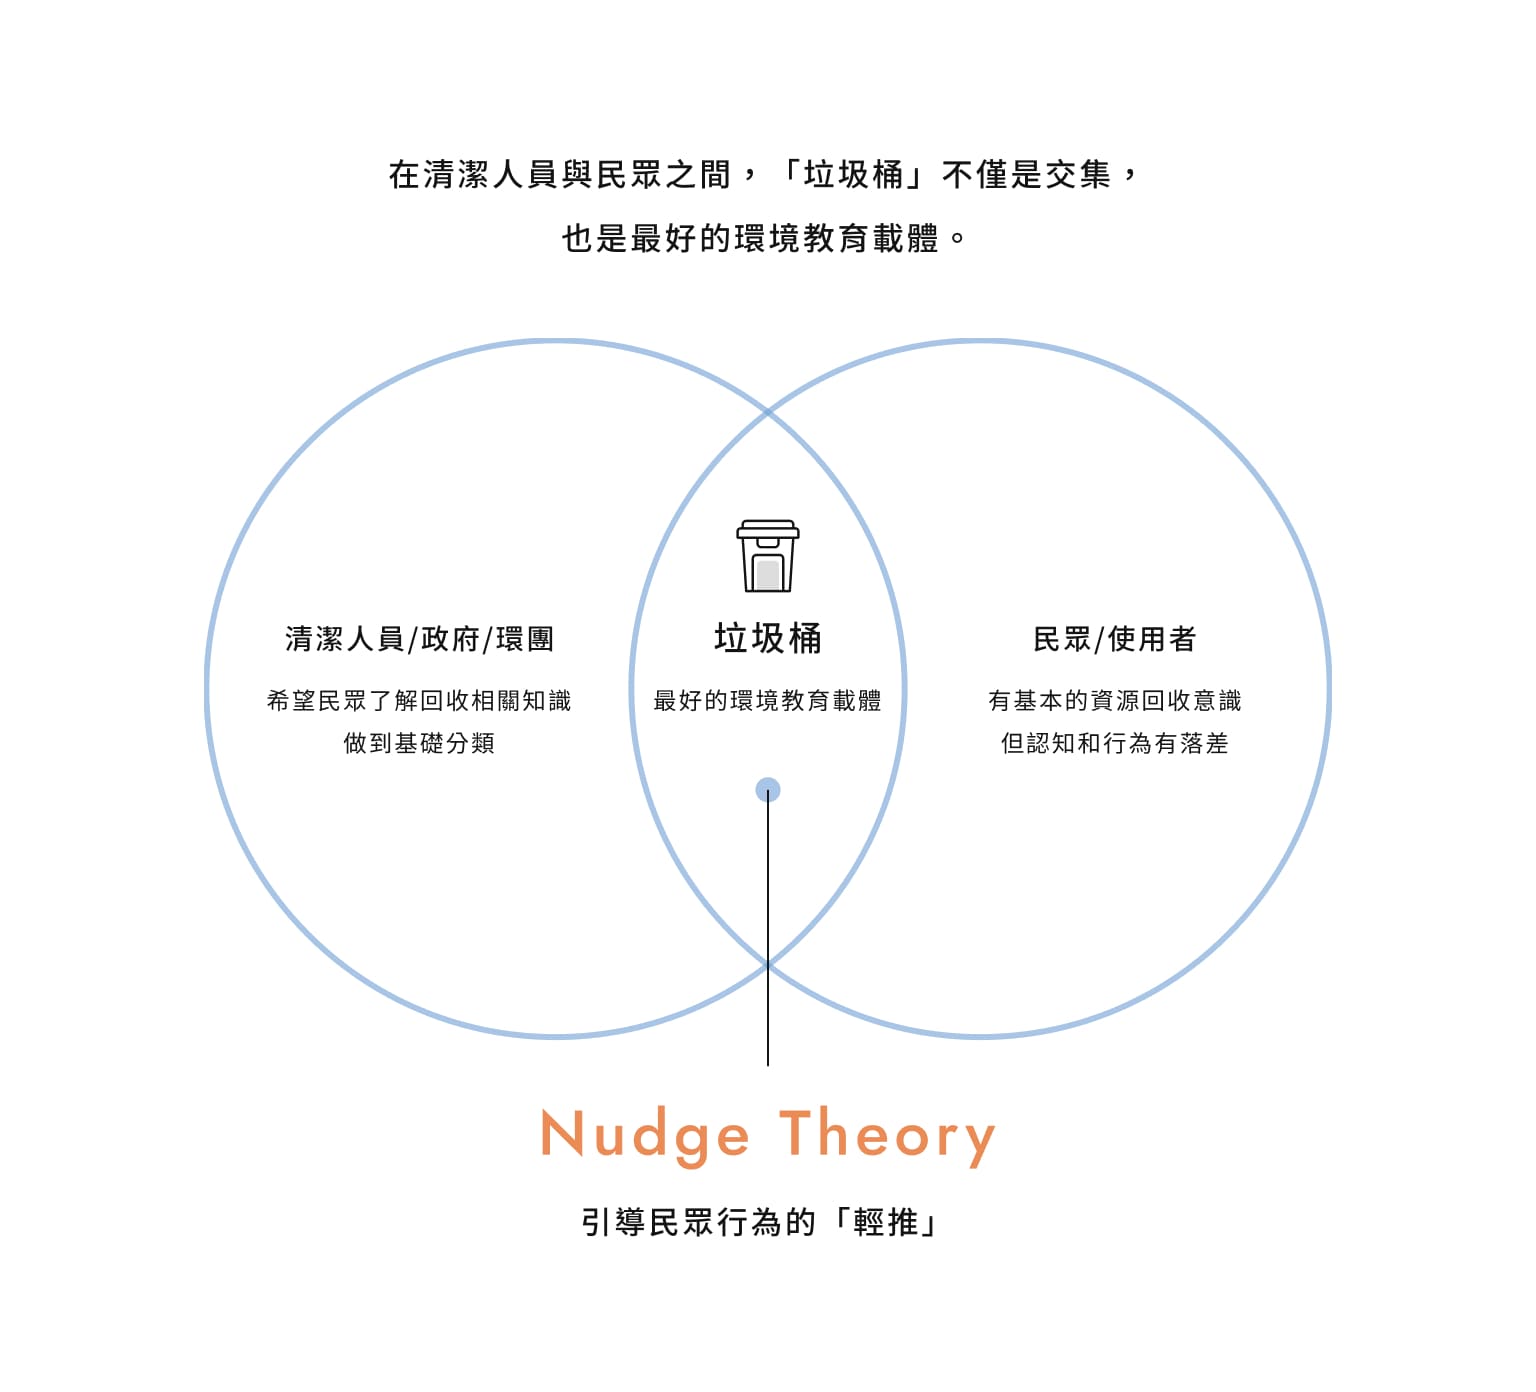 在清潔人員與民眾之間，「垃圾桶」不僅是交集，
也是最好的環境教育載體。
清潔人員/政府/環團
希望民眾了解回收相關知識
做到基礎分類
垃圾桶
最好的環境教育載體
民眾/使用者
有基本的資源回收意識
但認知和行為有落差
Nudge Theory
引導民眾行為的「輕推」